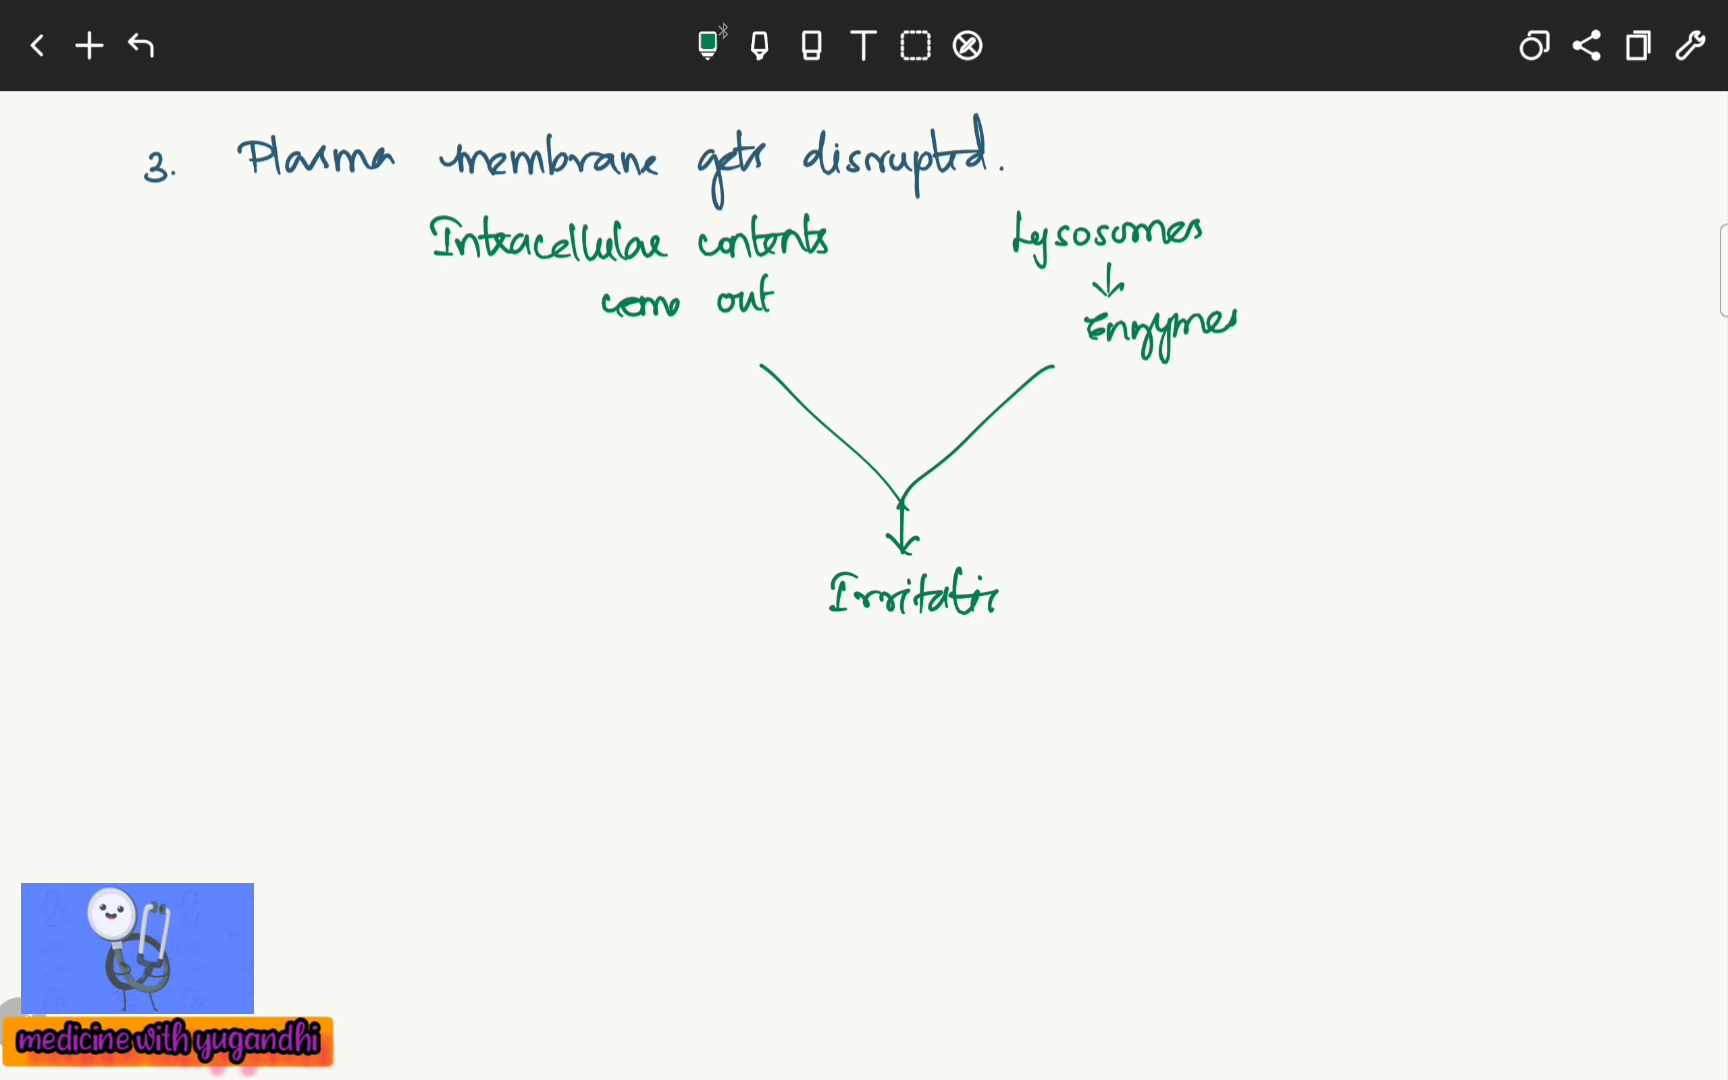 3. Plasma membrane gets disrupted.
Intracellular contents
come out
Lysosomes
↓
Enzymes
Irritation
medicine with yugandhi